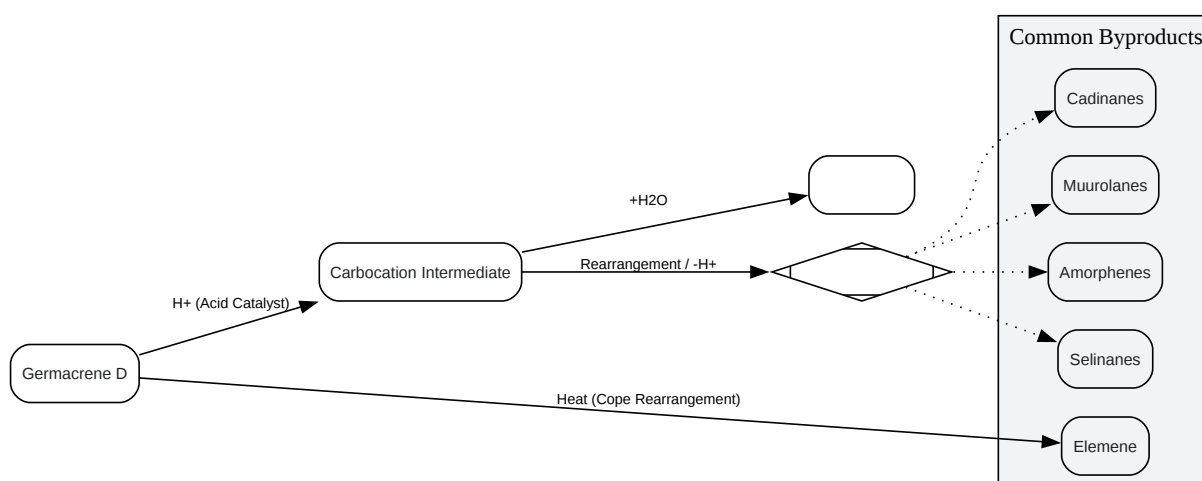 Common Byproducts
Cadinanes
Muurolanes
+H2O
Carbocation Intermediate
Rearrangement / -H+
Amorphenes
H+ (Acid Catalyst)
Selinanes
Germacrene D
Heat (Cope Rearrangement)
Elemene